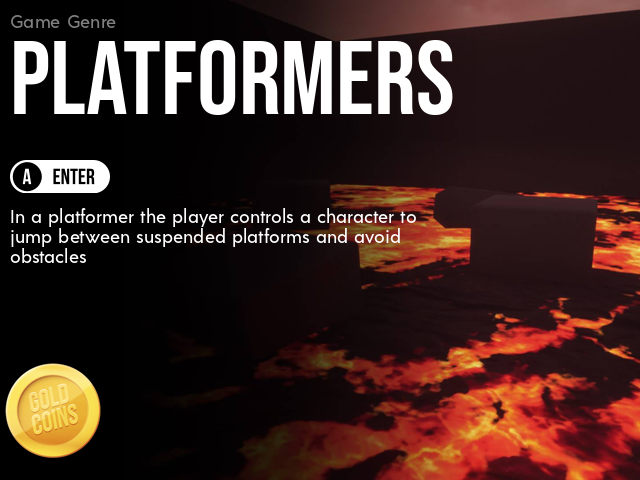 Game Genre
PLATFORMERS
A ENTER
In a platformer the player controls a character to
jump between suspended platforms and avoid
obstacles
GOLD
COINS